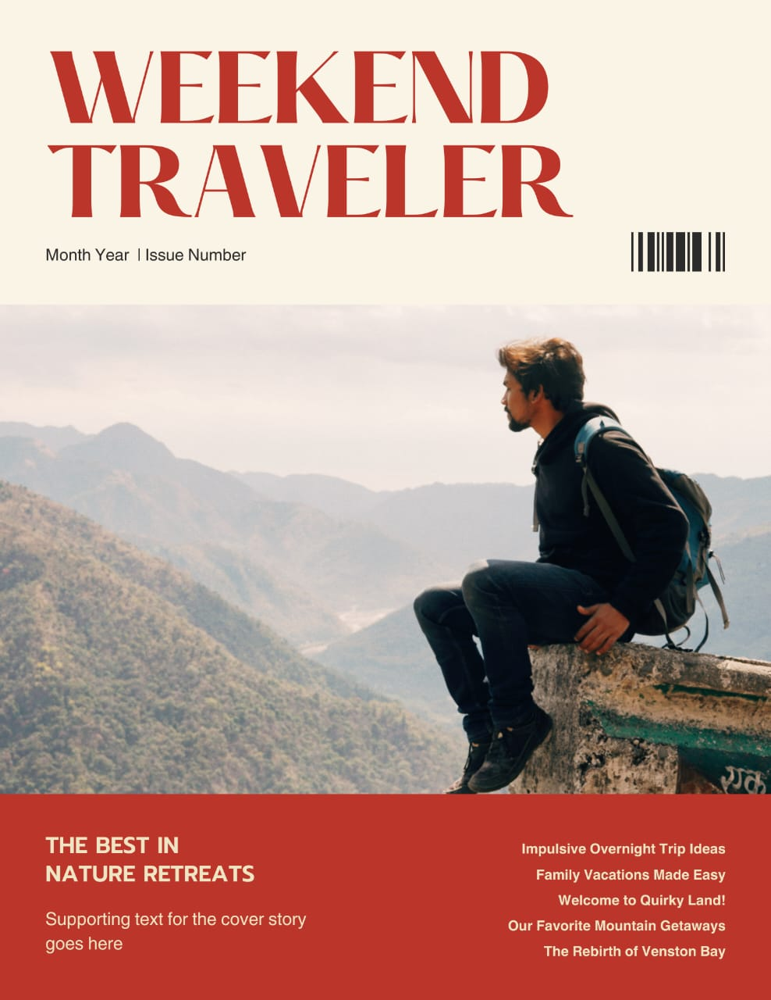 WEEKEND
TRAVELER
Month Year | Issue Number
THE BEST IN
NATURE RETREATS
Supporting text for the cover story
goes here
Impulsive Overnight Trip Ideas
Family Vacations Made Easy
Welcome to Quirky Land!
Our Favorite Mountain Getaways
The Rebirth of Venston Bay